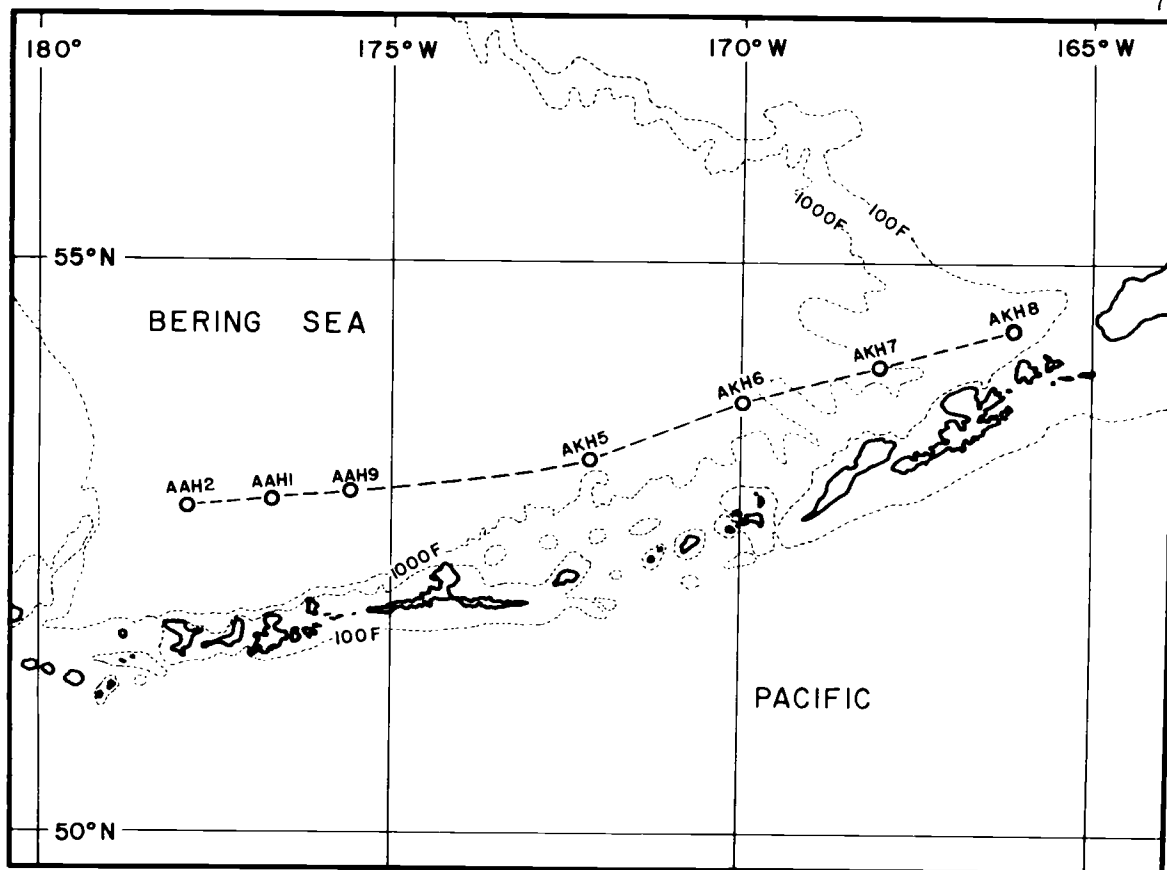 180°
175°W
170°W
165°W
1000F
100F
55°N
BERING SEA
AKH8
AKH7
AKH6
AKH5
AAH9
AAH1
AAH2
1000F
100F
PACIFIC
50°N